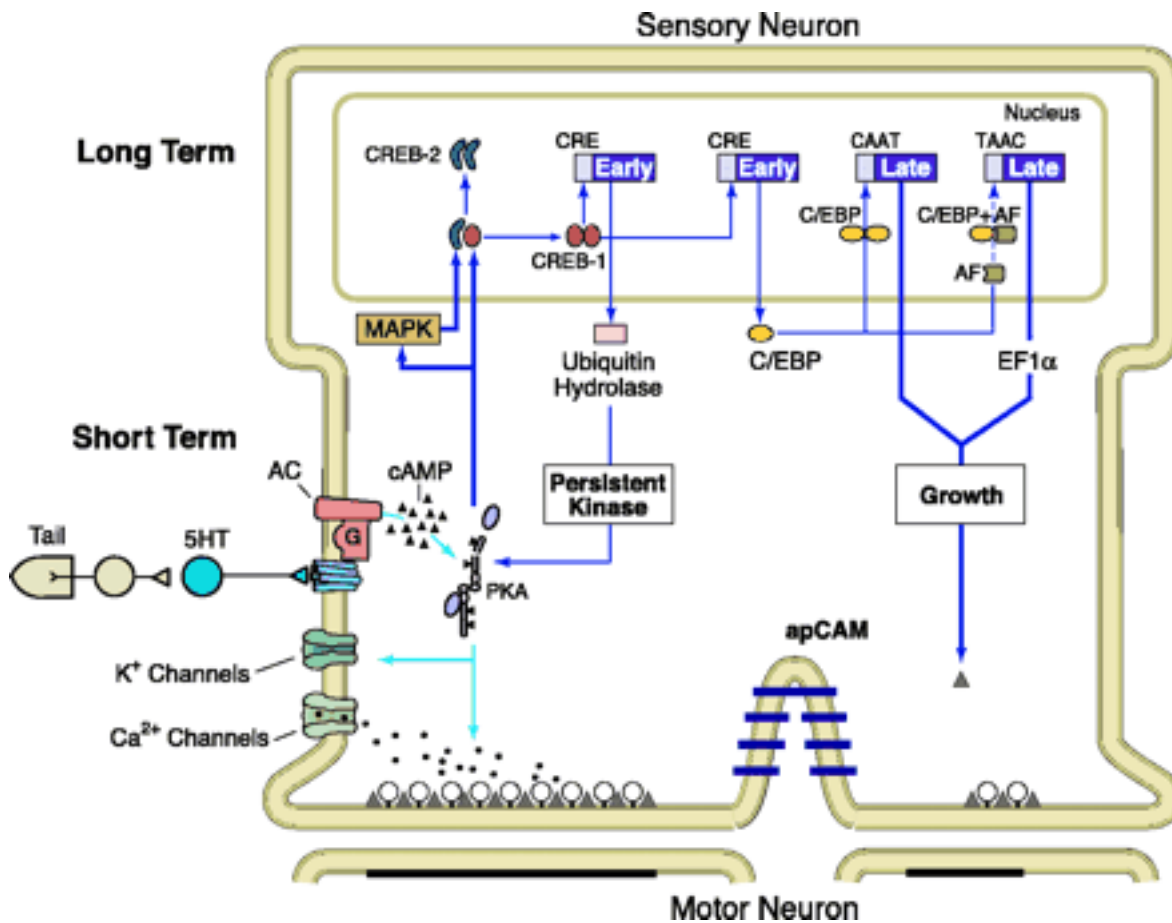 Sensory Neuron
Nucleus
Long Term
CREB-2
CRE
Early
CRE
Early
CAAT
Late
TAAC
Late
C/EBP
C/EBP+AF
CREB-1
AF
MAPK
Ubiquitin
Hydrolase
C/EBP
EF1α
Short Term
AC
cAMP
Persistent
Kinase
Growth
Tail
5HT
G
PKA
apCAM
K⁺ Channels
Ca²⁺ Channels
Motor Neuron